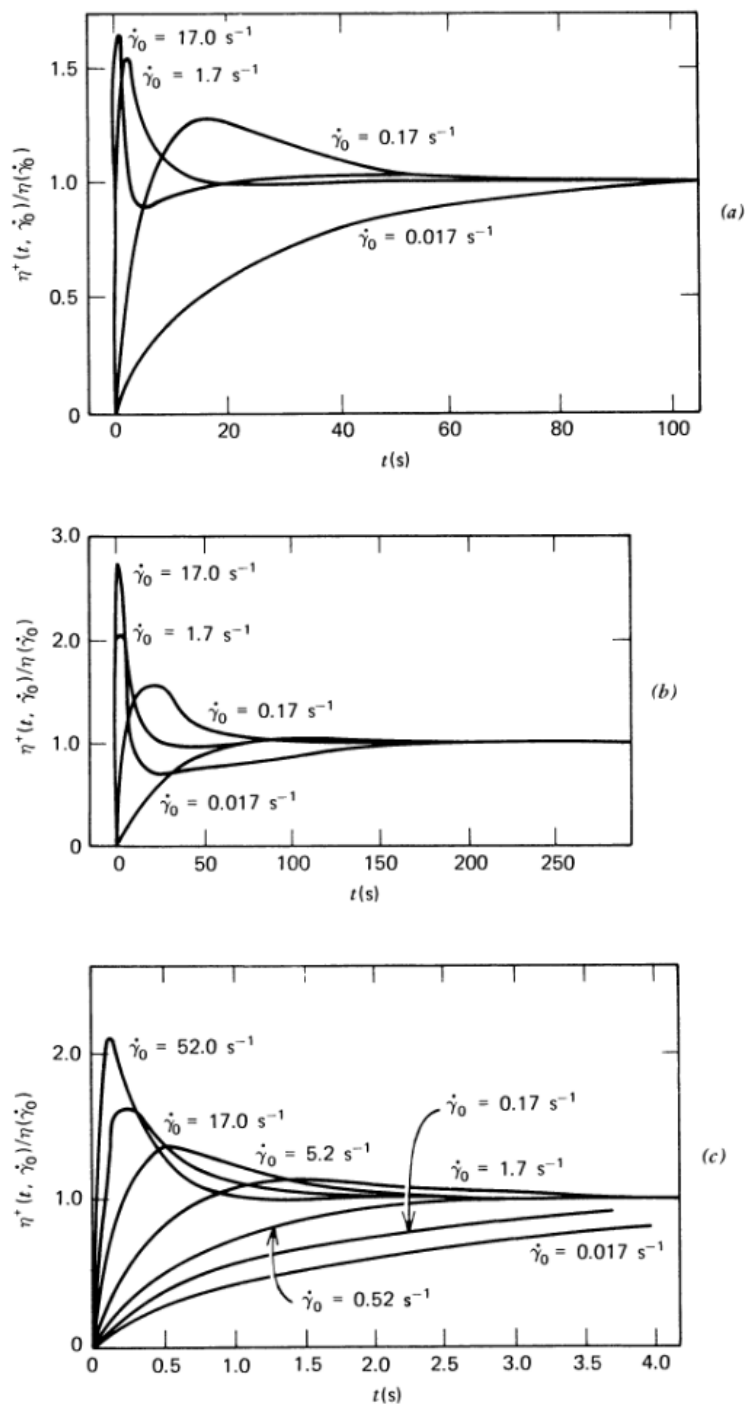 γ̇₀ = 17.0 s⁻¹
γ̇₀ = 1.7 s⁻¹
γ̇₀ = 0.17 s⁻¹
γ̇₀ = 0.017 s⁻¹
η⁺(t, γ̇₀)/η(γ̇₀)
1.5
1.0
0.5
0
0 20 40 60 80 100
t(s)
(a)
3.0
2.0
1.0
0
γ̇₀ = 17.0 s⁻¹
γ̇₀ = 1.7 s⁻¹
γ̇₀ = 0.17 s⁻¹
γ̇₀ = 0.017 s⁻¹
η⁺(t, γ̇₀)/η(γ̇₀)
0 50 100 150 200 250
t(s)
(b)
2.0
1.0
0
γ̇₀ = 52.0 s⁻¹
γ̇₀ = 17.0 s⁻¹
γ̇₀ = 5.2 s⁻¹
γ̇₀ = 0.17 s⁻¹
γ̇₀ = 1.7 s⁻¹
γ̇₀ = 0.017 s⁻¹
γ̇₀ = 0.52 s⁻¹
η⁺(t, γ̇₀)/η(γ̇₀)
0 0.5 1.0 1.5 2.0 2.5 3.0 3.5 4.0
t(s)
(c)